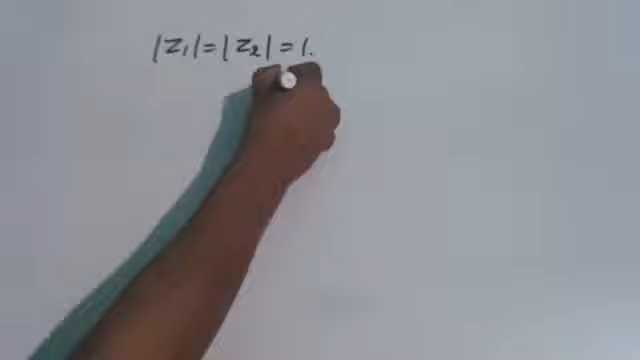 |Z₁| = |Z₂| = 1.